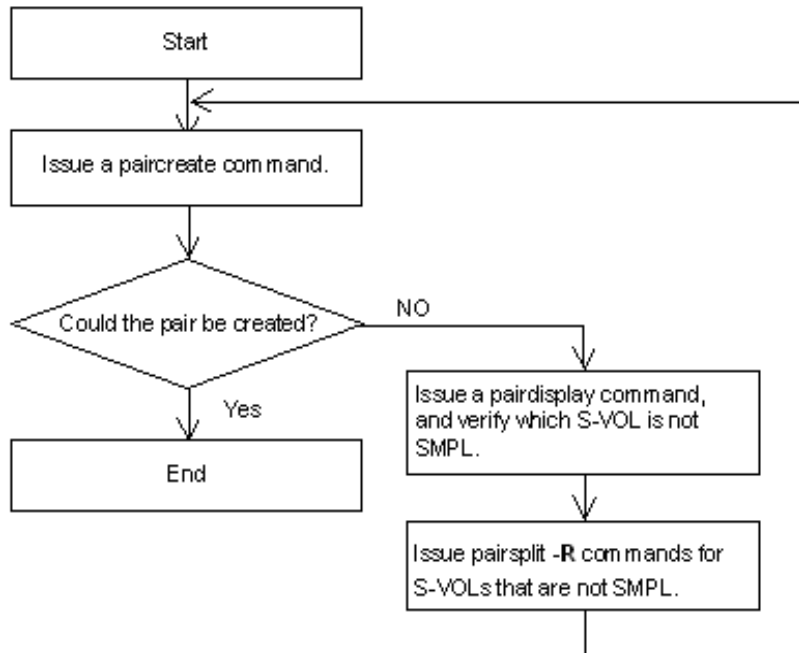 Start
Issue a paircreate command.
Could the pair be created?
NO
Yes
Issue a pairdisplay command,
and verify which S-VOL is not
SMPL.
End
Issue pairsplit -R commands for
S-VOLs that are not SMPL.